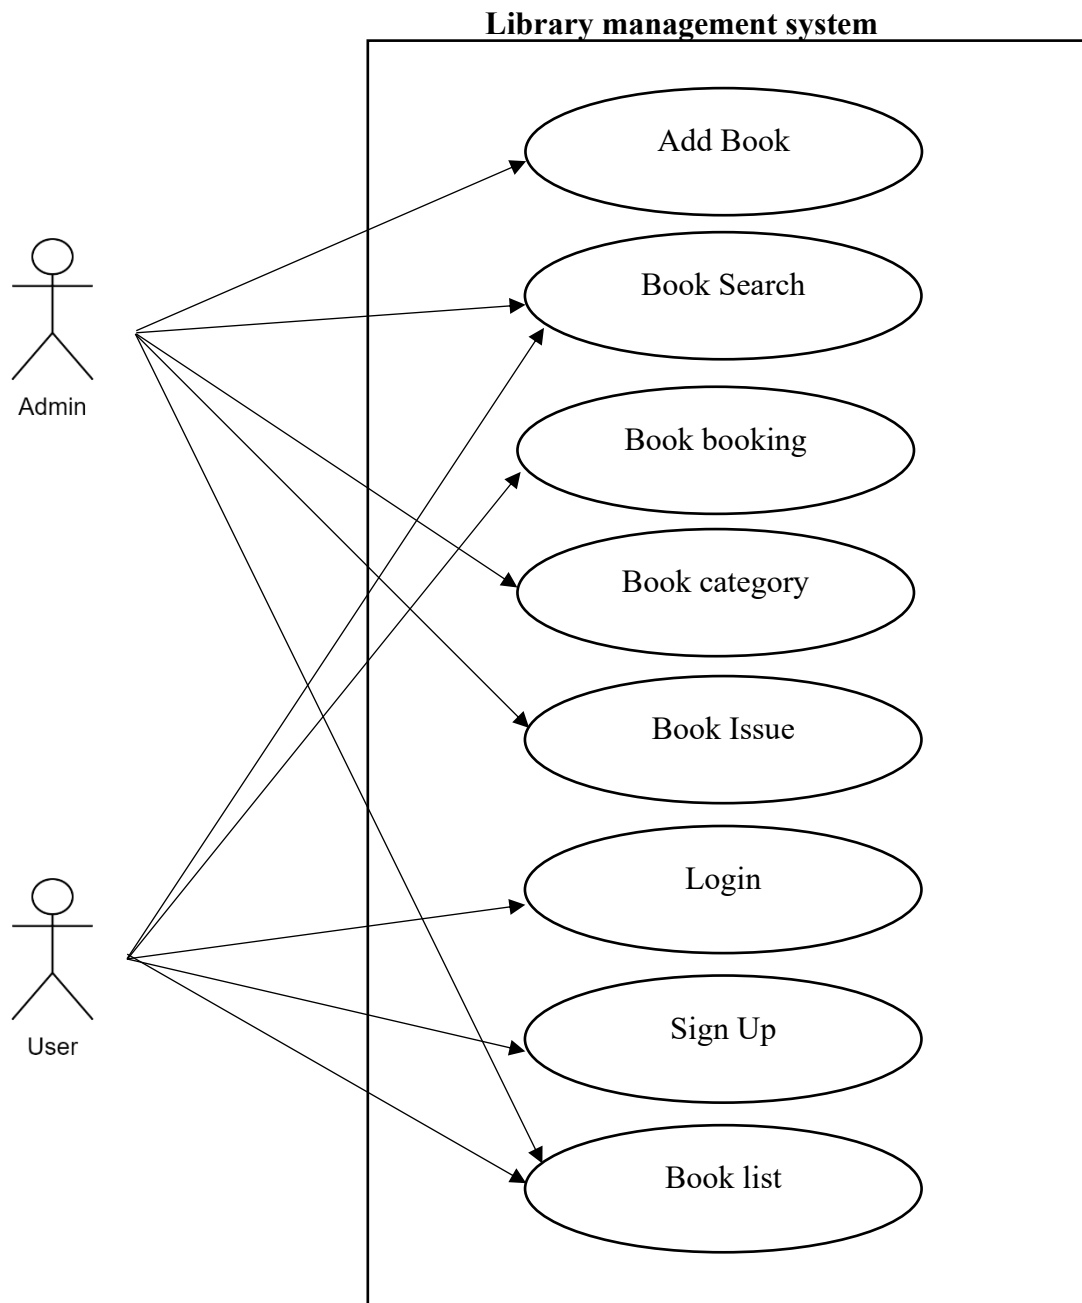 Library management system
Add Book
Book Search
Admin
Book booking
Book category
Book Issue
Login
User
Sign Up
Book list